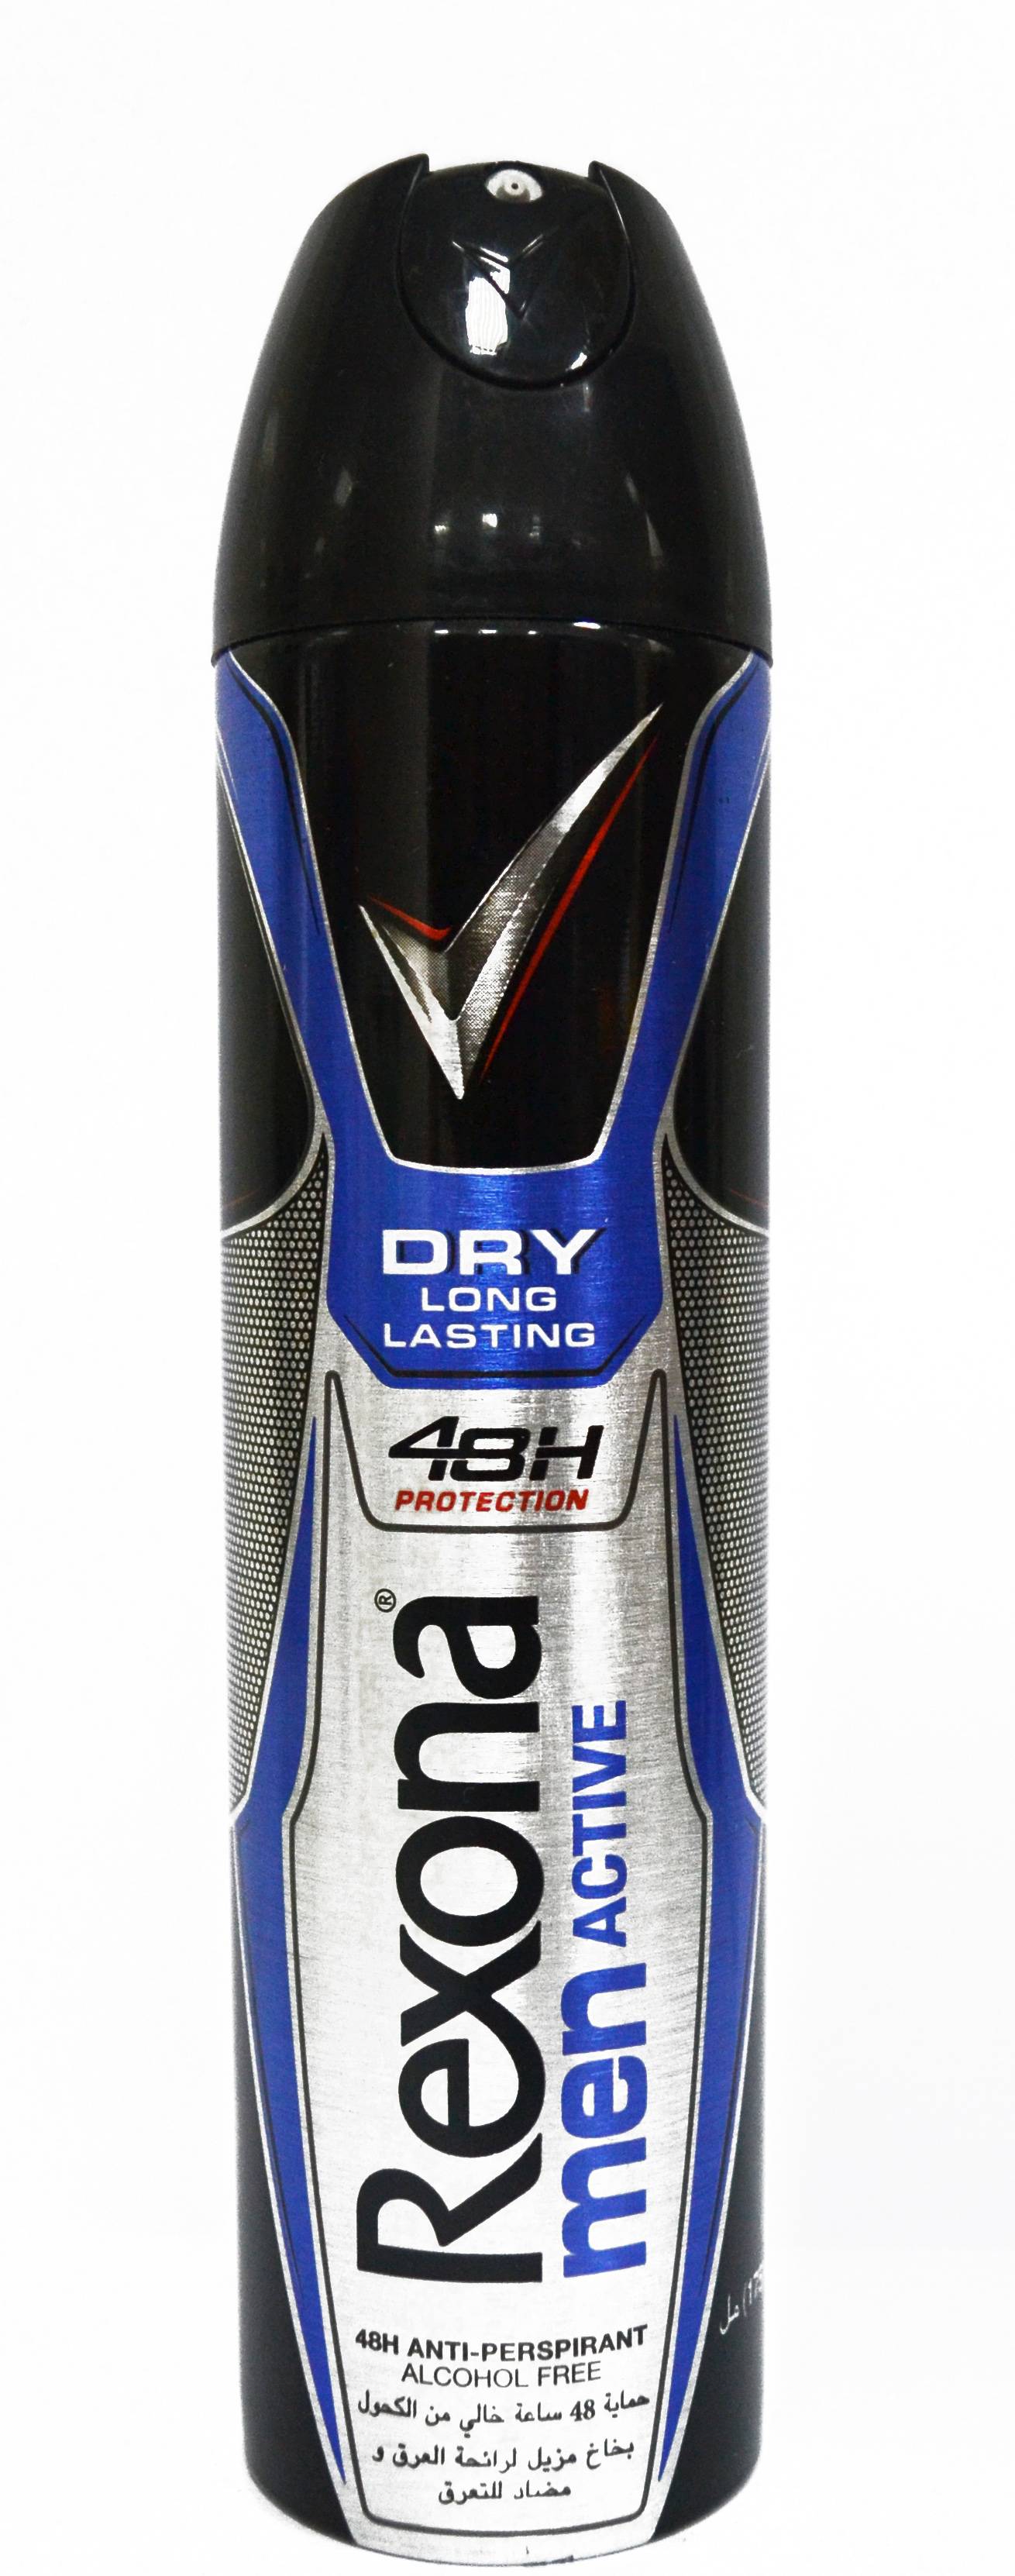 DRY
LONG
LASTING
48H
PROTECTION
Rexona®
men ACTIVE
48H ANTI-PERSPIRANT
ALCOHOL FREE
حماية 48 ساعة خالي من الكحول
بخاخ مزيل لرائحة العرق و
مضاد للتعرق
مل